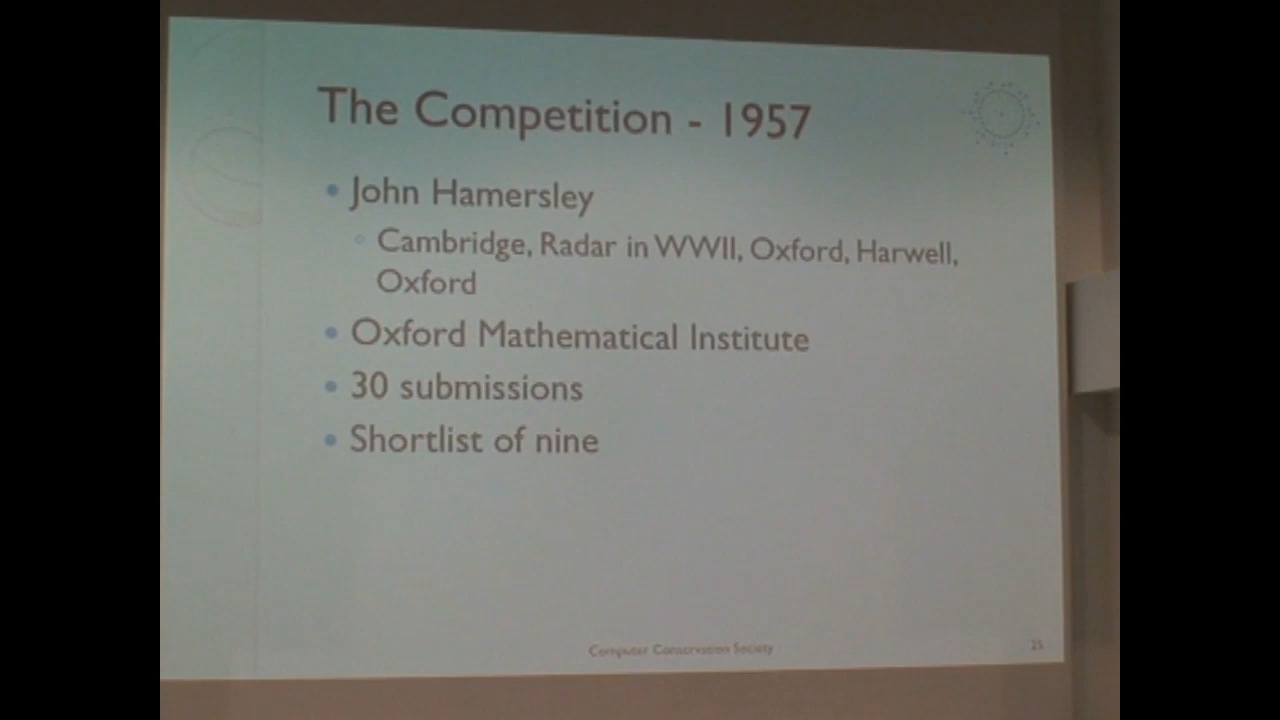 The Competition - 1957
• John Hamersley
◦ Cambridge, Radar in WWII, Oxford, Harwell,
Oxford
• Oxford Mathematical Institute
• 30 submissions
• Shortlist of nine
Computer Conservation Society
25